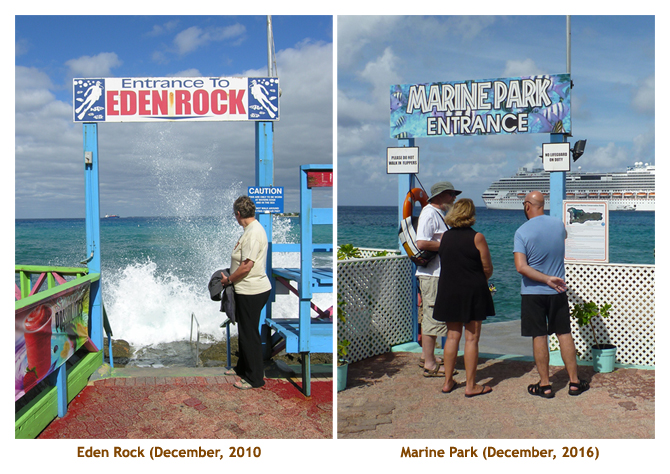 Entrance To
EDEN ROCK
CAUTION
LI
MARINE PARK
ENTRANCE
PLEASE DO NOT
WALK IN FLIPPERS
NO LIFEGUARD
ON DUTY
Eden Rock (December, 2010
Marine Park (December, 2016)